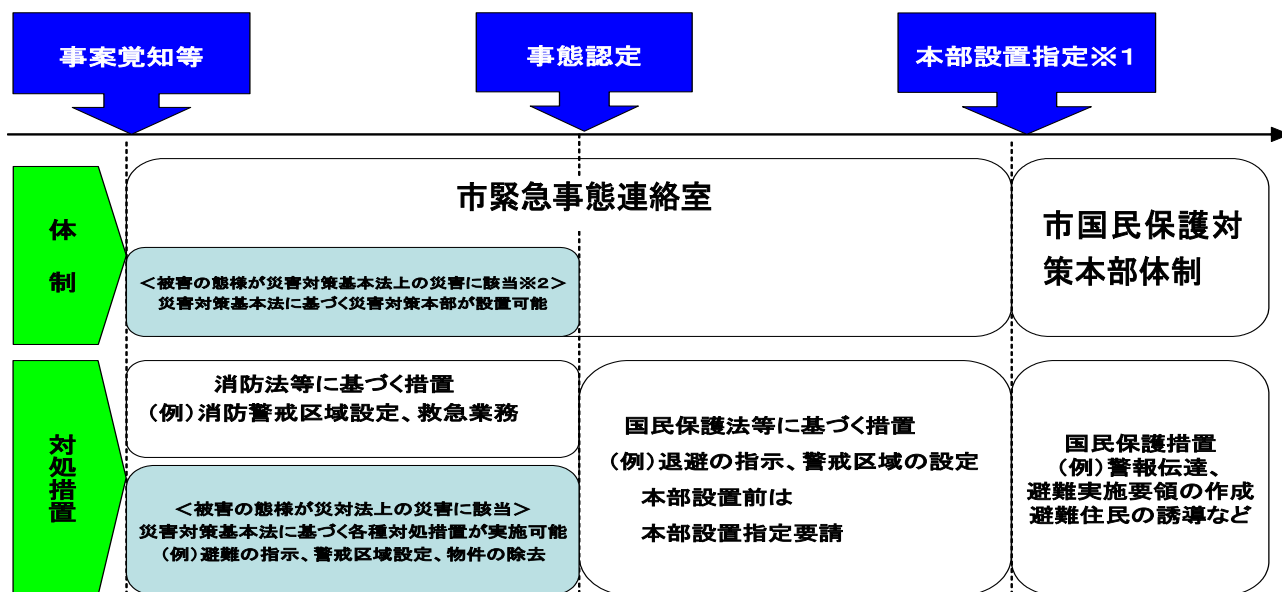 事案覚知等
事態認定
本部設置指定※1
体制
市緊急事態連絡室
<被害の態様が災害対策基本法上の災害に該当※2>
災害対策基本法に基づく災害対策本部が設置可能
市国民保護対
策本部体制
対処措置
消防法等に基づく措置
(例)消防警戒区域設定、救急業務
<被害の態様が災対法上の災害に該当>
災害対策基本法に基づく各種対処措置が実施可能
(例)避難の指示、警戒区域設定、物件の除去
国民保護法等に基づく措置
(例)退避の指示、警戒区域の設定
本部設置前は
本部設置指定要請
国民保護措置
(例)警報伝達、
避難実施要領の作成
避難住民の誘導など